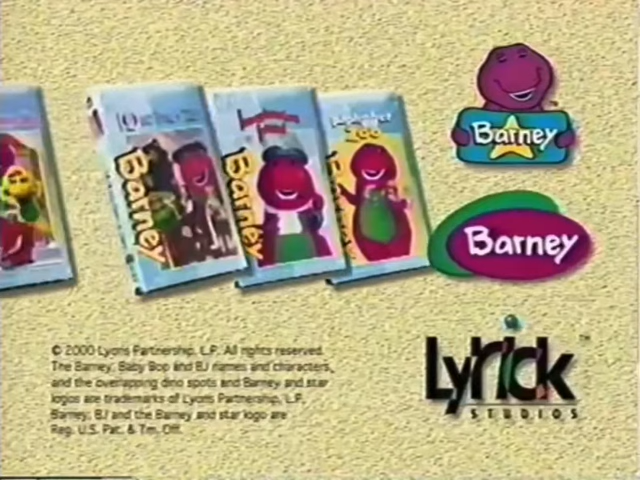 Barney
Barney
Barney
Zoo
Barney
Barney
Lyrick™
STUDIOS
© 2000 Lyons Partnership, L.P. All rights reserved.
The Barney, Baby Bop and BJ names and characters,
and the overlapping dino spots and Barney and star
logos are trademarks of Lyons Partnership, L.P.
Barney, BJ and the Barney and star logo are
Reg. U.S. Pat. & Tm. Off.